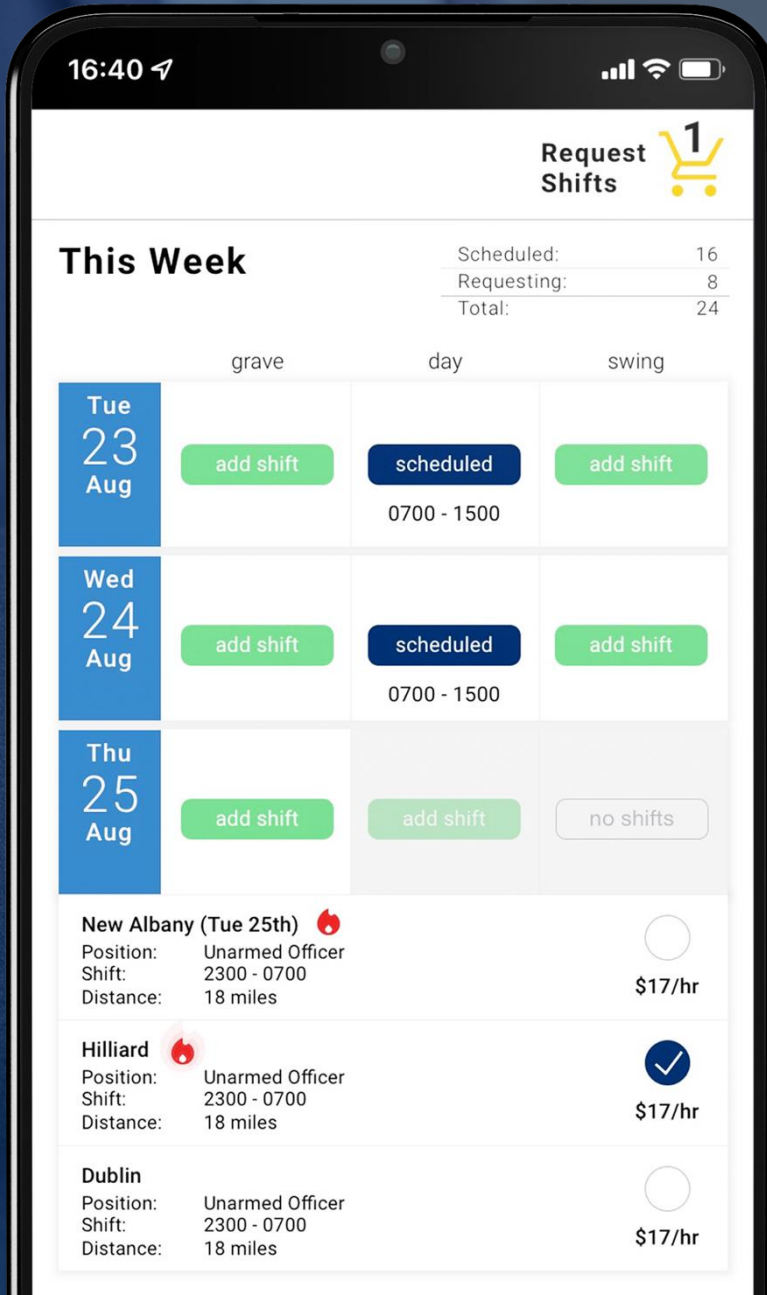 16:40
Request 1
Shifts
This Week
Scheduled: 16
Requesting: 8
Total: 24
grave day swing
Tue
23
Aug
add shift scheduled add shift
0700 - 1500
Wed
24
Aug
add shift scheduled add shift
0700 - 1500
Thu
25
Aug
add shift add shift no shifts
New Albany (Tue 25th)
Position: Unarmed Officer
Shift: 2300 - 0700
Distance: 18 miles
$17/hr
Hilliard
Position: Unarmed Officer
Shift: 2300 - 0700
Distance: 18 miles
$17/hr
Dublin
Position: Unarmed Officer
Shift: 2300 - 0700
Distance: 18 miles
$17/hr